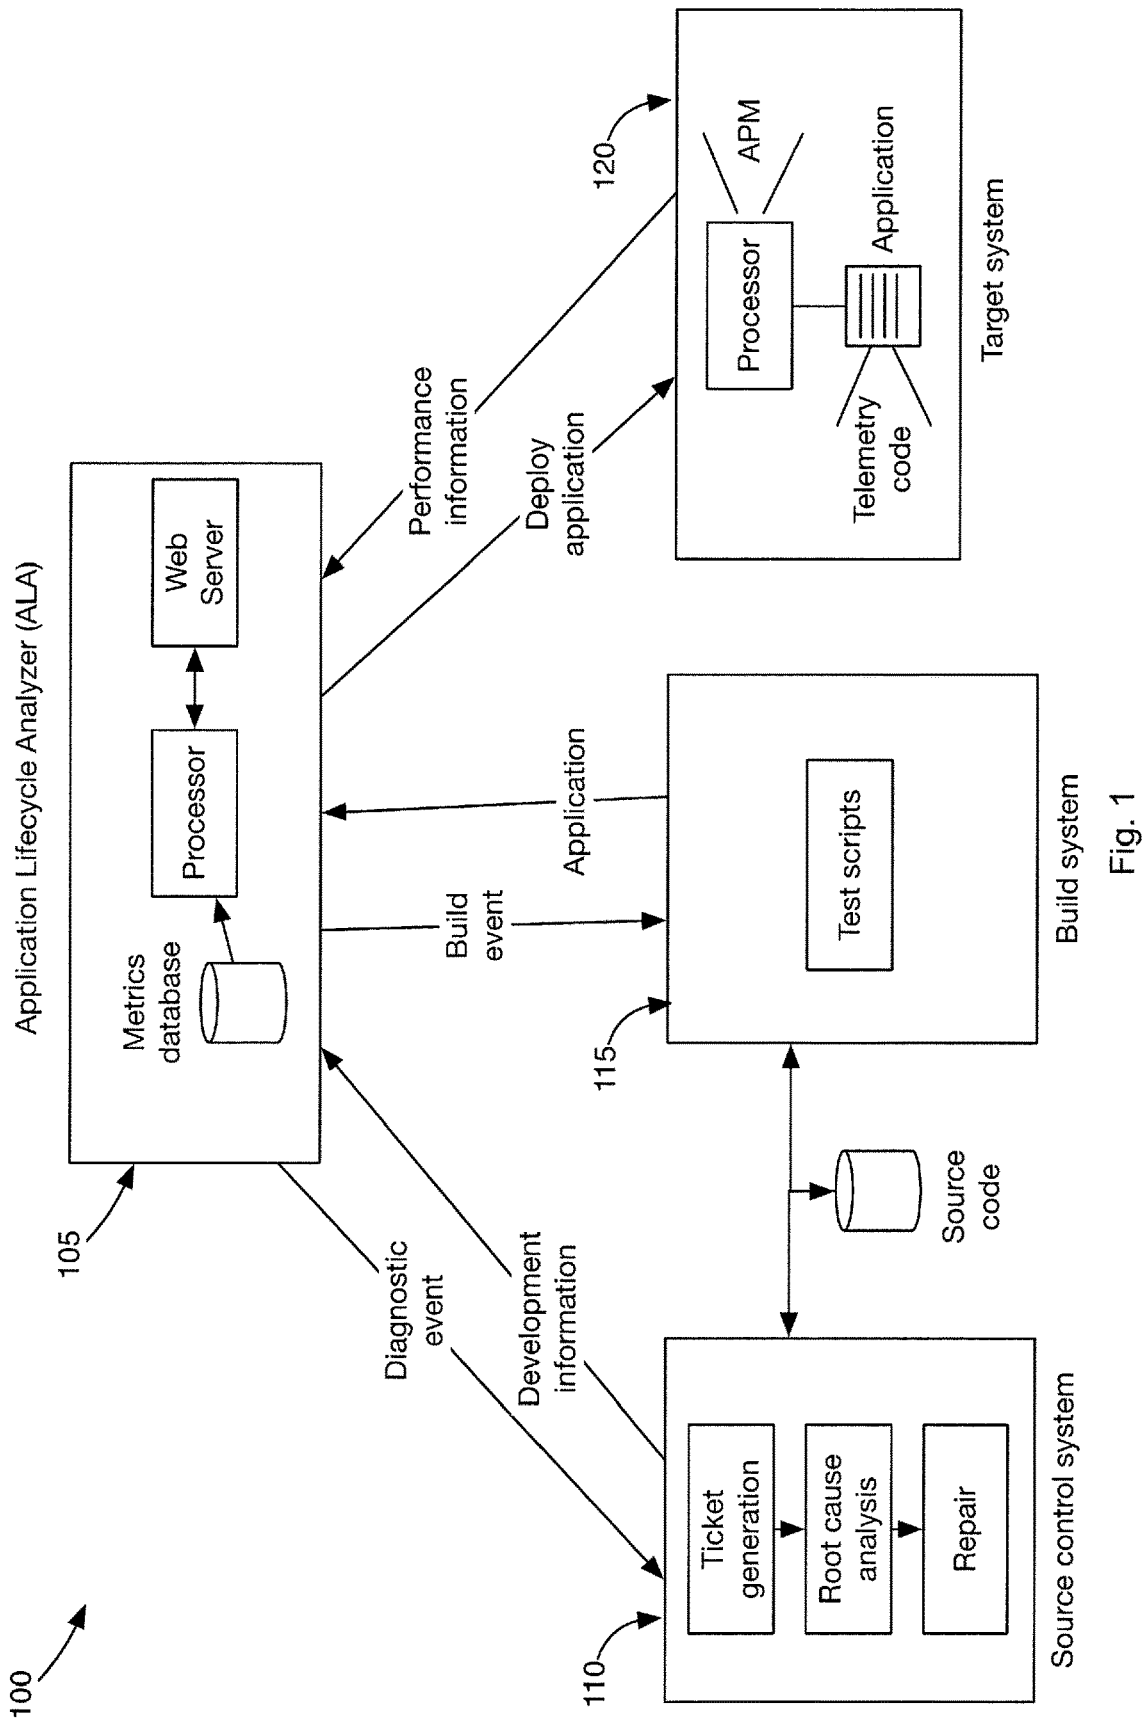 100
Application Lifecycle Analyzer (ALA)
105
Metrics
database
Processor
Web
Server
Diagnostic
event
Development
information
Build
event
Application
Deploy
application
Performance
information
110
Ticket
generation
Root cause
analysis
Repair
Source control system
Source
code
115
Test scripts
Build system
120
Processor
APM
Telemetry
code
Application
Target system
Fig. 1